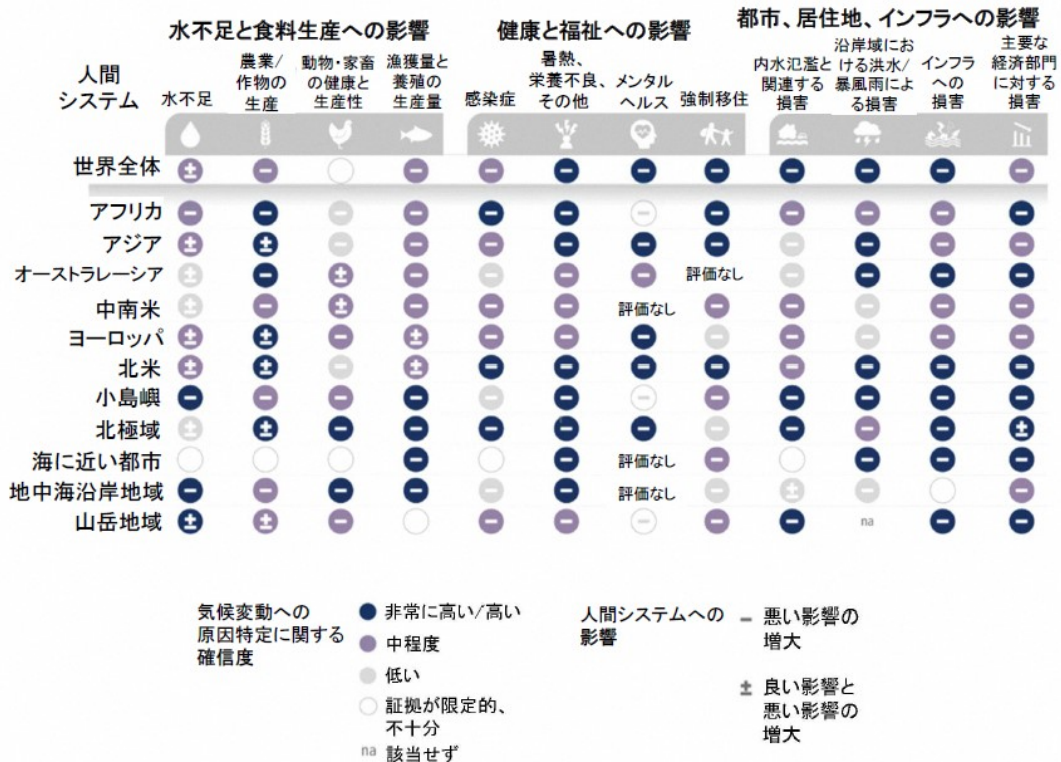 水不足と食料生産への影響
健康と福祉への影響
都市、居住地、インフラへの影響
人間
システム
水不足
農業/
作物の
生産
動物・家畜
の健康と
生産性
漁獲量と
養殖の
生産量
感染症
暑熱、
栄養不良、
その他
メンタル
ヘルス
強制移住
内水氾濫と
関連する
損害
沿岸域にお
ける洪水/
暴風雨によ
る損害
インフラ
への
損害
主要な
経済部門
に対する
損害
世界全体
アフリカ
アジア
オーストラレーシア
評価なし
中南米
評価なし
ヨーロッパ
北米
小島嶼
北極域
海に近い都市
評価なし
地中海沿岸地域
評価なし
山岳地域
na
気候変動への
原因特定に関する
確信度
非常に高い/高い
中程度
低い
証拠が限定的、
不十分
na 該当せず
人間システムへの
影響
− 悪い影響の
増大
± 良い影響と
悪い影響の
増大